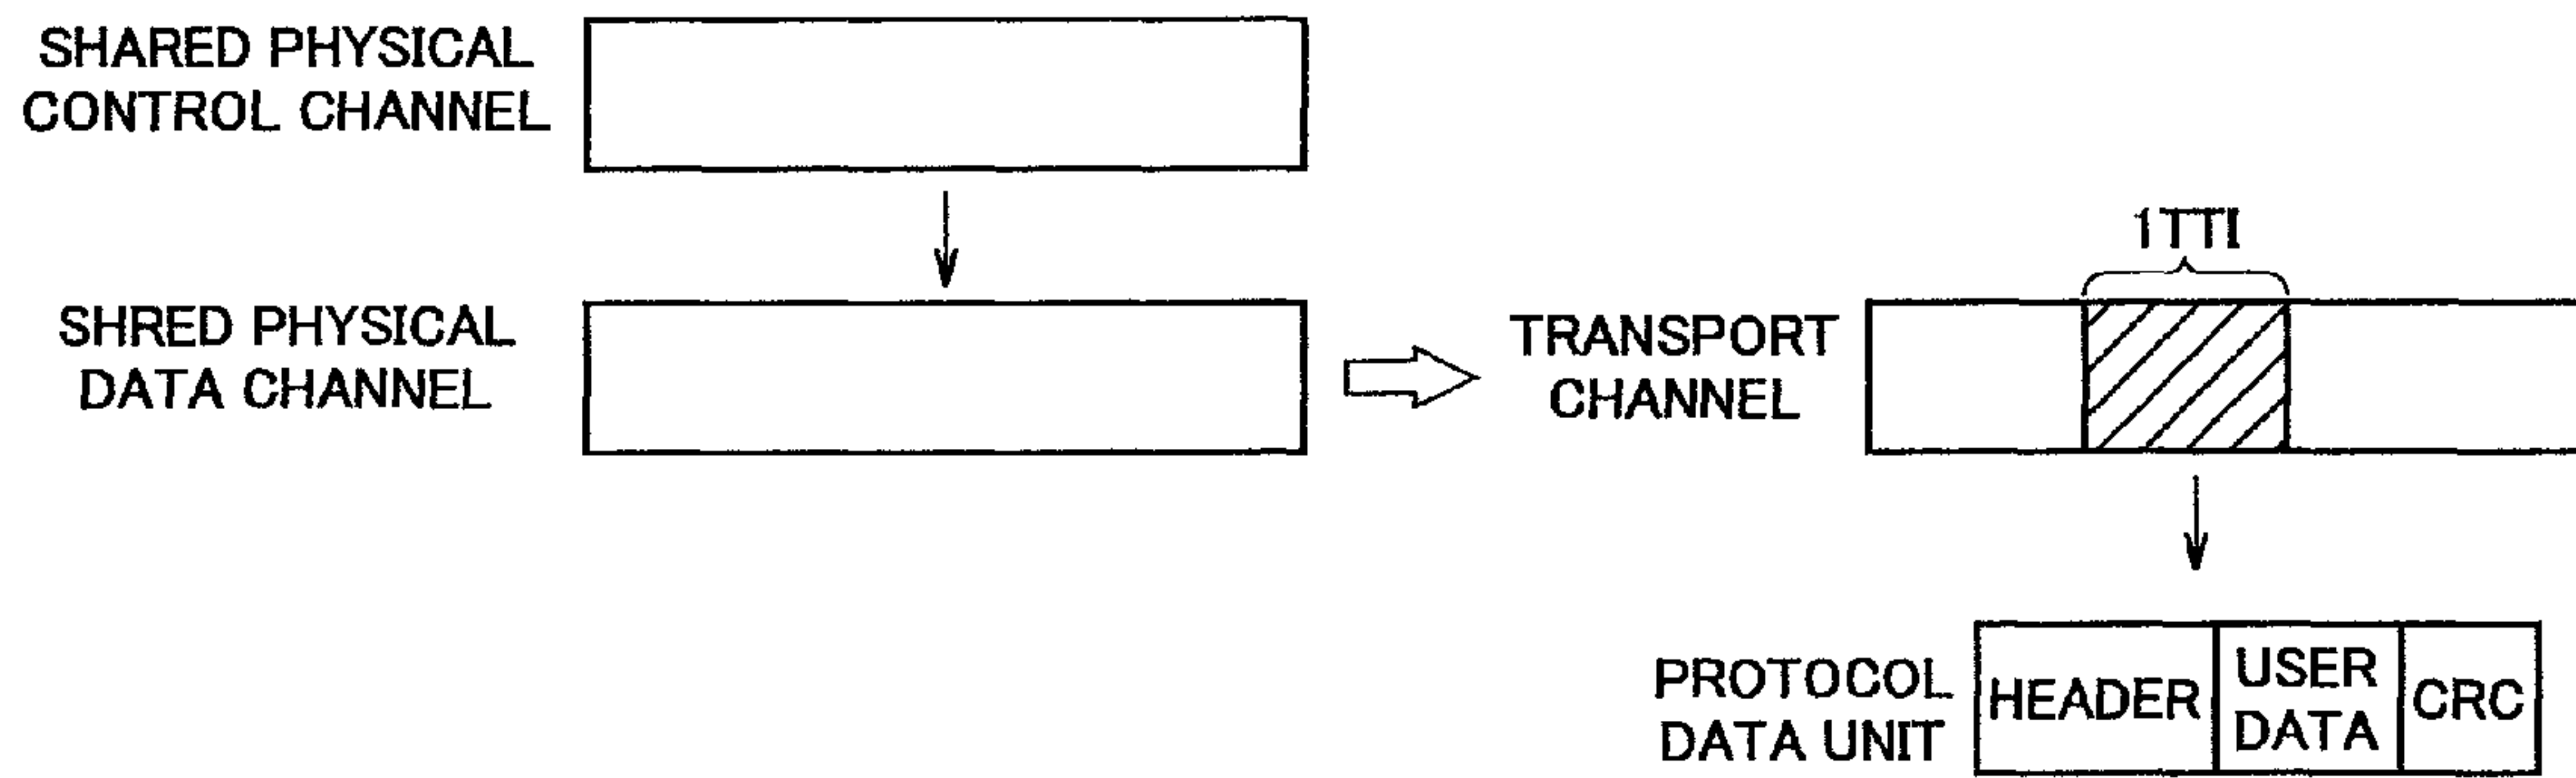 SHARED PHYSICAL
CONTROL CHANNEL
1TTI
SHRED PHYSICAL
DATA CHANNEL
TRANSPORT
CHANNEL
PROTOCOL
DATA UNIT
HEADER
USER
DATA
CRC